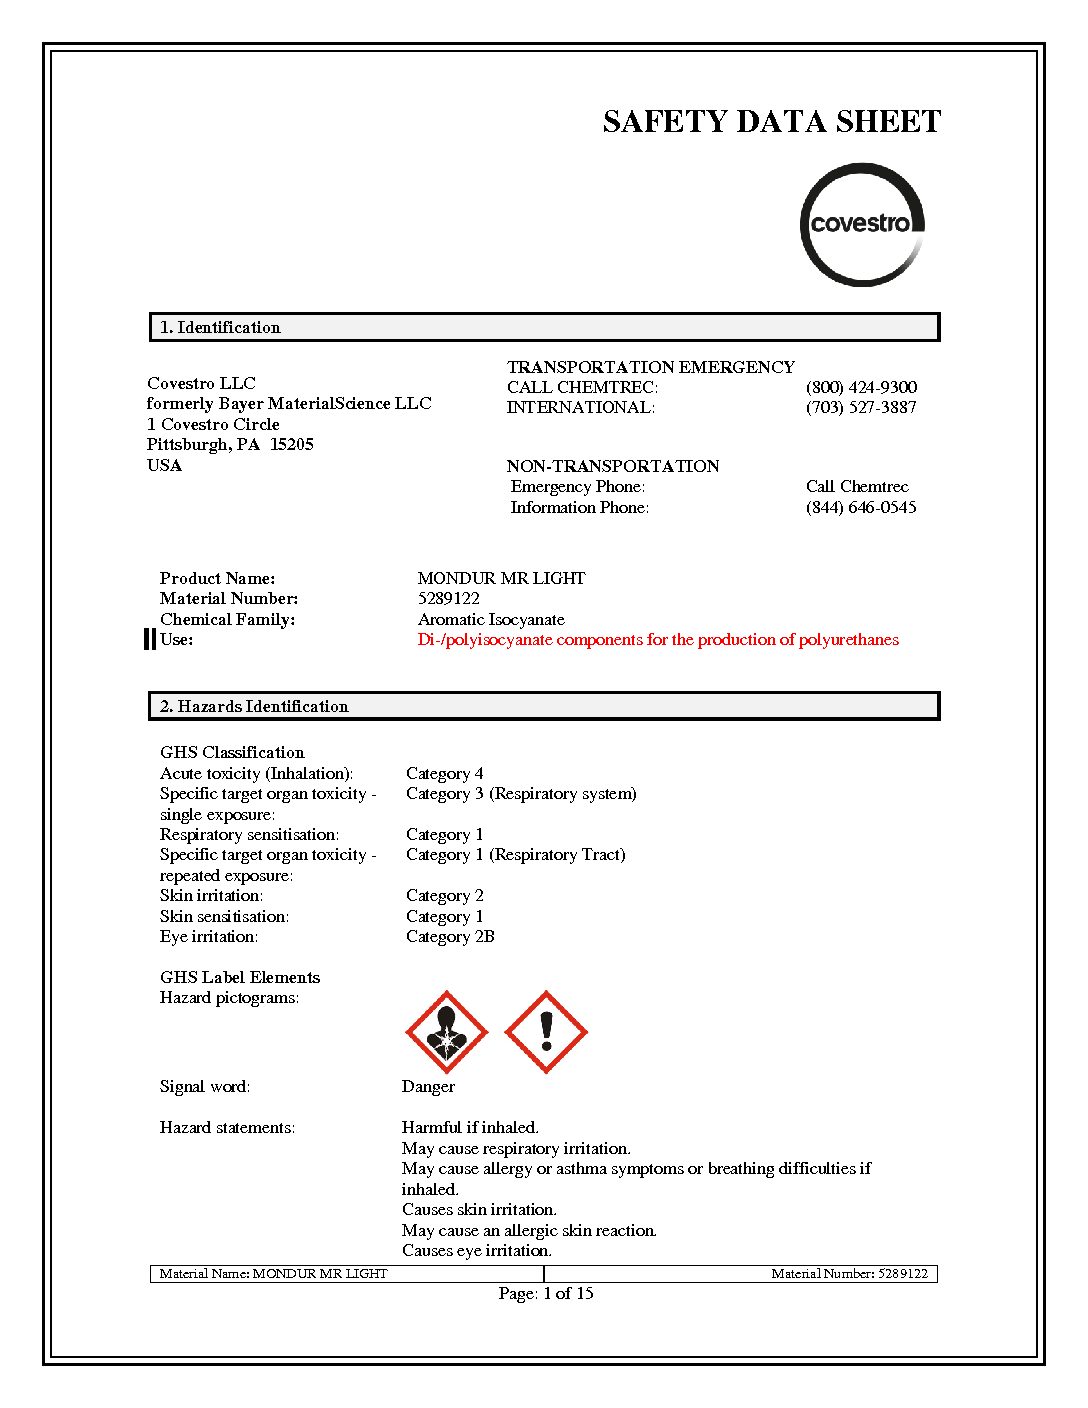 SAFETY DATA SHEET
covestro
1. Identification
Covestro LLC
formerly Bayer MaterialScience LLC
1 Covestro Circle
Pittsburgh, PA 15205
USA
TRANSPORTATION EMERGENCY
CALL CHEMTREC: (800) 424-9300
INTERNATIONAL: (703) 527-3887
NON-TRANSPORTATION
Emergency Phone: Call Chemtrec
Information Phone: (844) 646-0545
Product Name: MONDUR MR LIGHT
Material Number: 5289122
Chemical Family: Aromatic Isocyanate
Use: Di-/polyisocyanate components for the production of polyurethanes
2. Hazards Identification
GHS Classification
Acute toxicity (Inhalation): Category 4
Specific target organ toxicity - Category 3 (Respiratory system)
single exposure:
Respiratory sensitisation: Category 1
Specific target organ toxicity - Category 1 (Respiratory Tract)
repeated exposure:
Skin irritation: Category 2
Skin sensitisation: Category 1
Eye irritation: Category 2B
GHS Label Elements
Hazard pictograms:
Signal word: Danger
Hazard statements: Harmful if inhaled.
May cause respiratory irritation.
May cause allergy or asthma symptoms or breathing difficulties if
inhaled.
Causes skin irritation.
May cause an allergic skin reaction.
Causes eye irritation.
Material Name: MONDUR MR LIGHT Material Number: 5289122
Page: 1 of 15